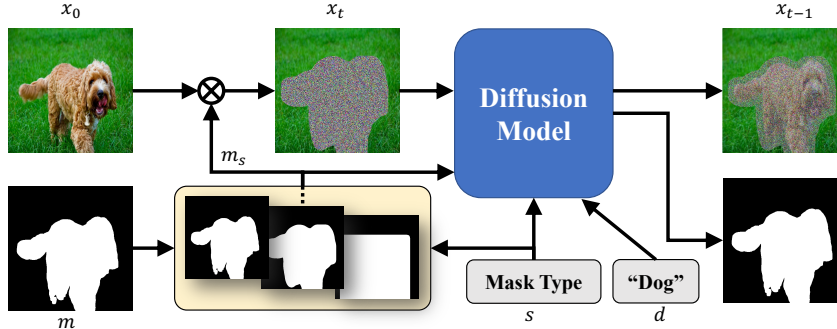 x₀
xₜ
xₜ₋₁
Diffusion
Model
mₛ
Mask Type
“Dog”
m
s
d